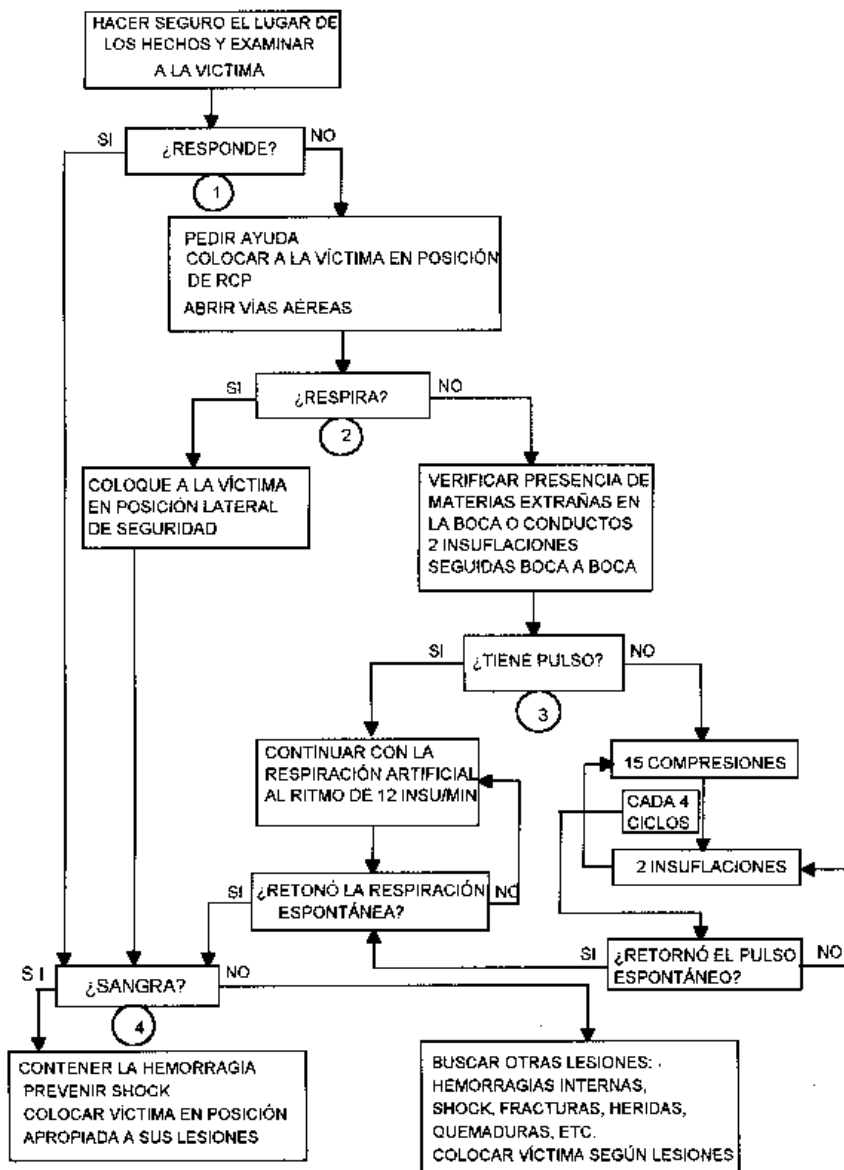 HACER SEGURO EL LUGAR DE
LOS HECHOS Y EXAMINAR
A LA VICTIMA
SI
NO
¿RESPONDE?
1
PEDIR AYUDA
COLOCAR A LA VÍCTIMA EN POSICIÓN
DE RCP
ABRIR VÍAS AÉREAS
SI
NO
¿RESPIRA?
2
COLOQUE A LA VÍCTIMA
EN POSICIÓN LATERAL
DE SEGURIDAD
VERIFICAR PRESENCIA DE
MATERIAS EXTRAÑAS EN
LA BOCA O CONDUCTOS
2 INSUFLACIONES
SEGUIDAS BOCA A BOCA
SI
NO
¿TIENE PULSO?
3
CONTINUAR CON LA
RESPIRACIÓN ARTIFICIAL
AL RITMO DE 12 INSU/MIN
15 COMPRESIONES
CADA 4
CICLOS
2 INSUFLACIONES
SI
¿RETONÓ LA RESPIRACIÓN
ESPONTÁNEA?
NO
SI
¿RETORNÓ EL PULSO
ESPONTÁNEO?
NO
S I
¿SANGRA?
NO
4
CONTENER LA HEMORRAGIA
PREVENIR SHOCK
COLOCAR VÍCTIMA EN POSICIÓN
APROPIADA A SUS LESIONES
BUSCAR OTRAS LESIONES:
HEMORRAGIAS INTERNAS,
SHOCK, FRACTURAS, HERIDAS,
QUEMADURAS, ETC.
COLOCAR VÍCTIMA SEGÚN LESIONES